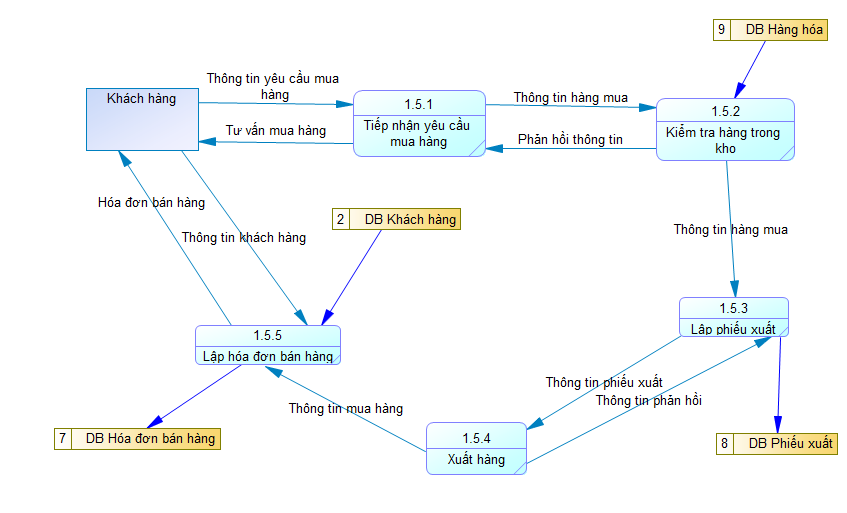 9 DB Hàng hóa
Thông tin yêu cầu mua
hàng
Khách hàng
1.5.1
Tiếp nhận yêu cầu
mua hàng
Thông tin hàng mua
1.5.2
Kiểm tra hàng trong
kho
Tư vấn mua hàng
Phản hồi thông tin
Hóa đơn bán hàng
2 DB Khách hàng
Thông tin khách hàng
Thông tin hàng mua
1.5.3
Lập phiếu xuất
1.5.5
Lập hóa đơn bán hàng
Thông tin phiếu xuất
Thông tin phản hồi
Thông tin mua hàng
7 DB Hóa đơn bán hàng
1.5.4
Xuất hàng
8 DB Phiếu xuất